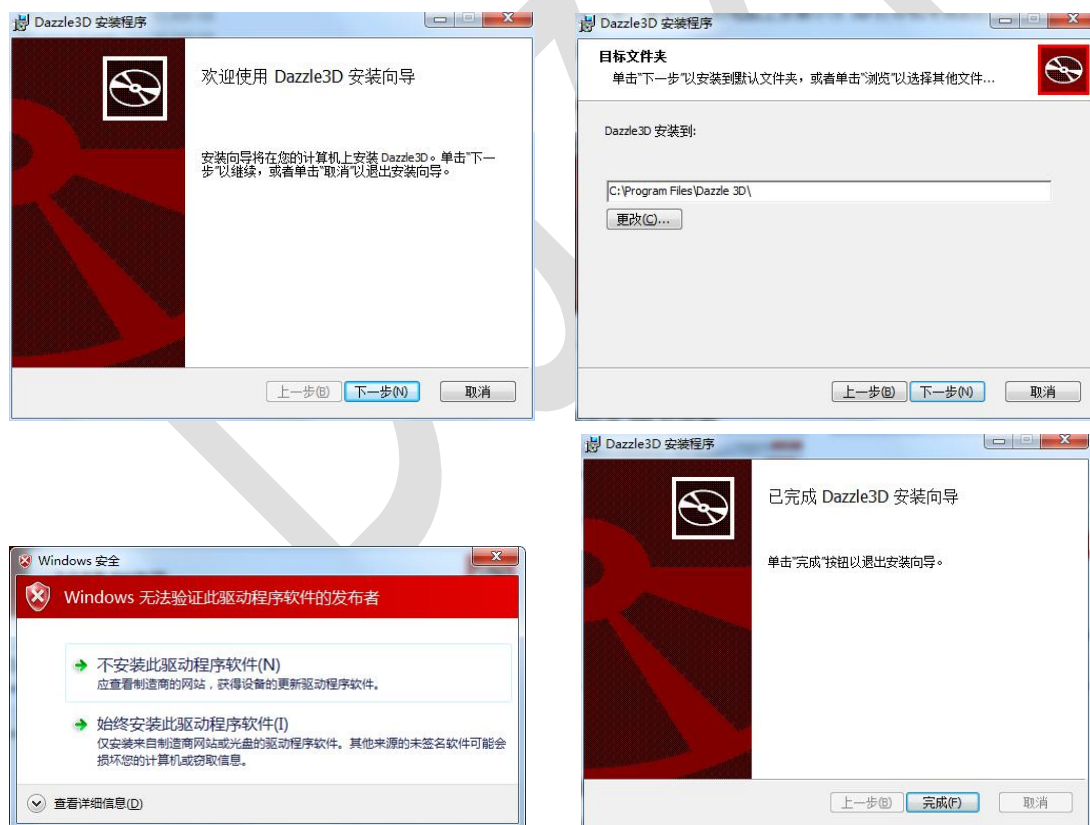 Dazzle3D 安装程序
欢迎使用 Dazzle3D 安装向导
安装向导将在您的计算机上安装 Dazzle3D。单击"下一
步"以继续，或者单击"取消"以退出安装向导。
上一步(B) 下一步(N) 取消
Dazzle3D 安装程序
目标文件夹
单击"下一步"以安装到默认文件夹，或者单击"浏览"以选择其他文件...
Dazzle3D 安装到:
C:\Program Files\Dazzle 3D\
更改(C)...
上一步(B) 下一步(N) 取消
Windows 安全
Windows 无法验证此驱动程序软件的发布者
不安装此驱动程序软件(N)
应查看制造商的网站，获得设备的更新驱动程序软件。
始终安装此驱动程序软件(I)
仅安装来自制造商网站或光盘的驱动程序软件。其他来源的未签名软件可能会
损坏您的计算机或窃取信息。
查看详细信息(D)
Dazzle3D 安装程序
已完成 Dazzle3D 安装向导
单击"完成"按钮以退出安装向导。
上一步(B) 完成(F) 取消